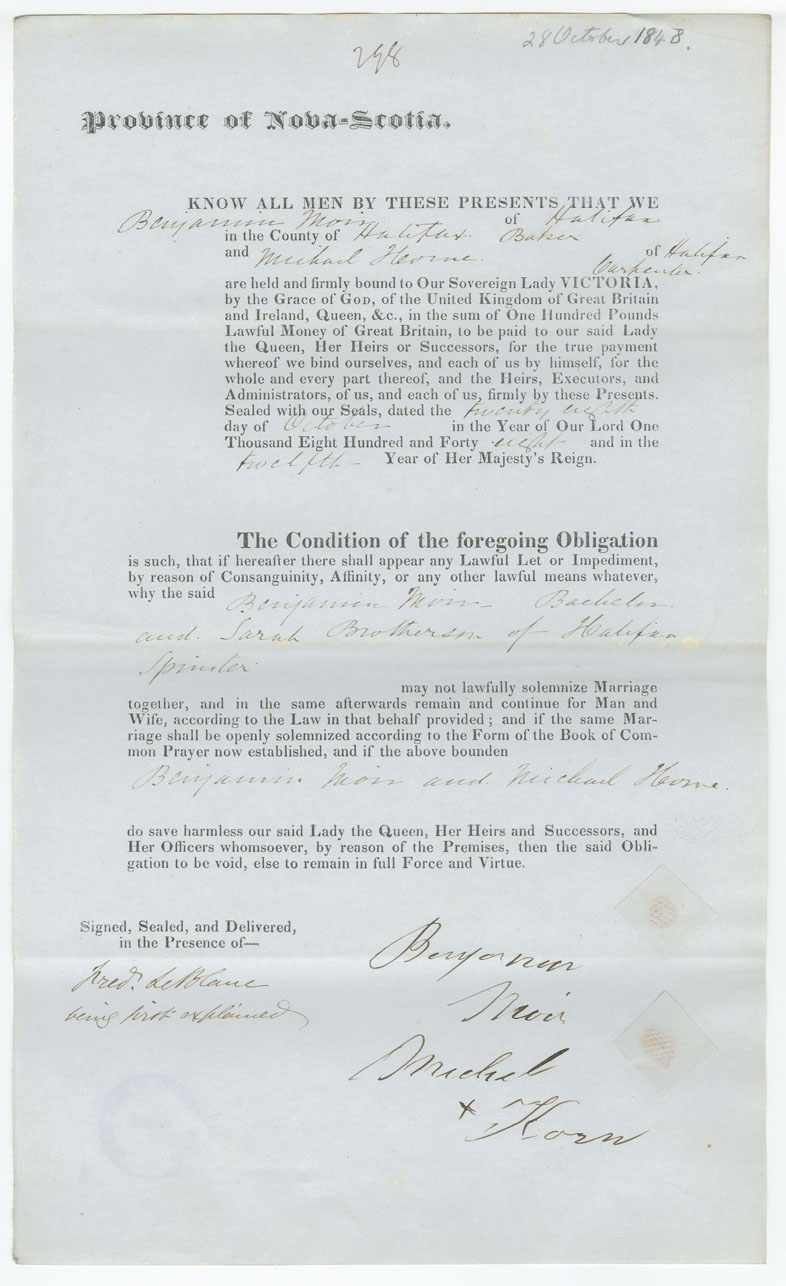 28 October 1848.
298
Province of Nova-Scotia.
KNOW ALL MEN BY THESE PRESENTS, THAT WE
Benjamin Moir of Halifax
in the County of Halifax Baker
and Michael Horne. of Halifax
Carpenter.
are held and firmly bound to Our Sovereign Lady VICTORIA,
by the Grace of GOD, of the United Kingdom of Great Britain
and Ireland, Queen, &c., in the sum of One Hundred Pounds
Lawful Money of Great Britain, to be paid to our said Lady
the Queen, Her Heirs or Successors, for the true payment
whereof we bind ourselves, and each of us by himself, for the
whole and every part thereof, and the Heirs, Executors, and
Administrators, of us, and each of us, firmly by these Presents.
Sealed with our Seals, dated the twenty eighth
day of October in the Year of Our Lord One
Thousand Eight Hundred and Forty eight and in the
twelfth Year of Her Majesty's Reign.
The Condition of the foregoing Obligation
is such, that if hereafter there shall appear any Lawful Let or Impediment,
by reason of Consanguinity, Affinity, or any other lawful means whatever,
why the said Benjamin Moir Bachelor
and Sarah Brotherson of Halifax
Spinster
may not lawfully solemnize Marriage
together, and in the same afterwards remain and continue for Man and
Wife, according to the Law in that behalf provided; and if the same Mar-
riage shall be openly solemnized according to the Form of the Book of Com-
mon Prayer now established, and if the above bounden
Benjamin Moir and Michael Horne.
do save harmless our said Lady the Queen, Her Heirs and Successors, and
Her Officers whomsoever, by reason of the Premises, then the said Obli-
gation to be void, else to remain in full Force and Virtue.
Signed, Sealed, and Delivered,
in the Presence of—
Fred. LeBlanc
being first explained
Benjamin
Moir
Michel
x Korn